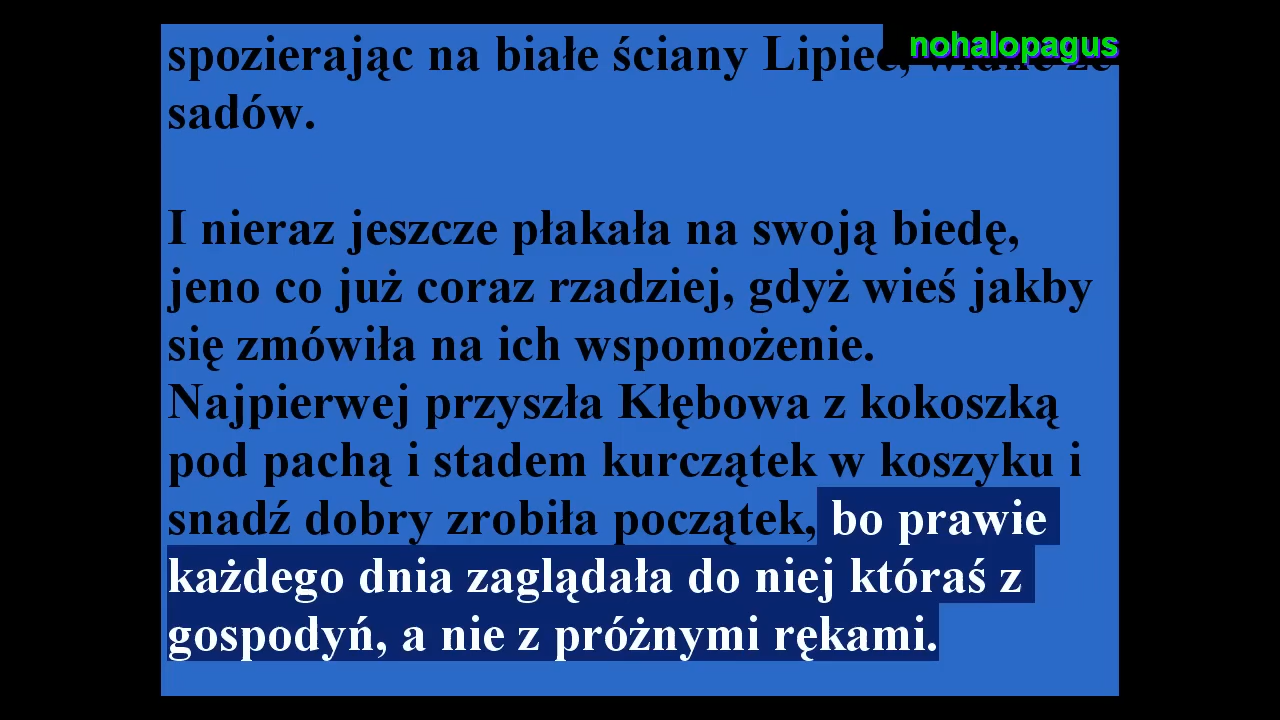 spozierając na białe ściany Lipiec,
nohalopagus
sadów.
I nieraz jeszcze płakała na swoją biedę,
jeno co już coraz rzadziej, gdyż wieś jakby
się zmówiła na ich wspomożenie.
Najpierwej przyszła Kłębowa z kokoszką
pod pachą i stadem kurczątek w koszyku i
snadź dobry zrobiła początek, bo prawie
każdego dnia zaglądała do niej któraś z
gospodyń, a nie z próżnymi rękami.